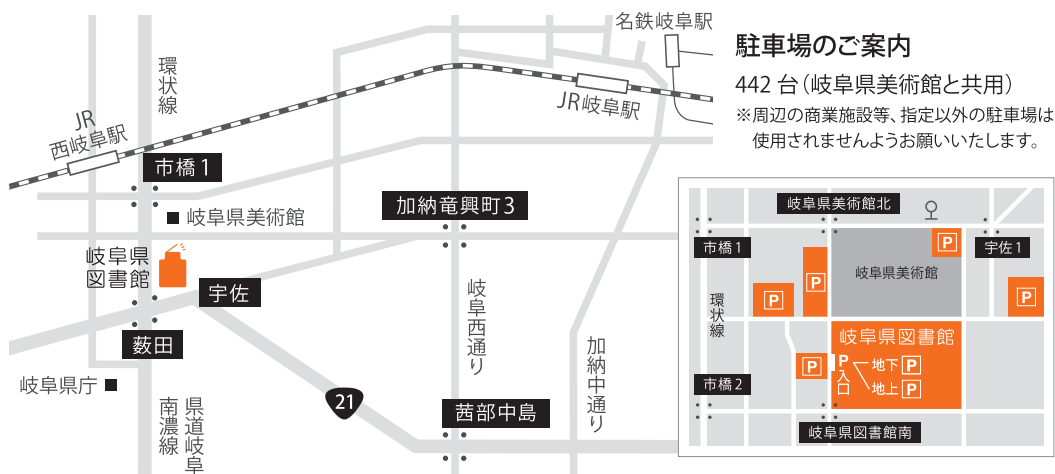 名鉄岐阜駅
JR岐阜駅
環状線
JR
西岐阜駅
市橋1
岐阜県美術館
加納竜興町3
岐阜県
図書館
宇佐
薮田
岐阜県庁
県道岐阜
南濃線
21
岐阜西通り
茜部中島
加納中通り
駐車場のご案内
442台(岐阜県美術館と共用)
※周辺の商業施設等、指定以外の駐車場は
使用されませんようお願いいたします。
岐阜県美術館北
市橋1
P
宇佐1
岐阜県美術館
P
P
P
環状線
岐阜県図書館
P
P入口
地下P
地上P
市橋2
岐阜県図書館南